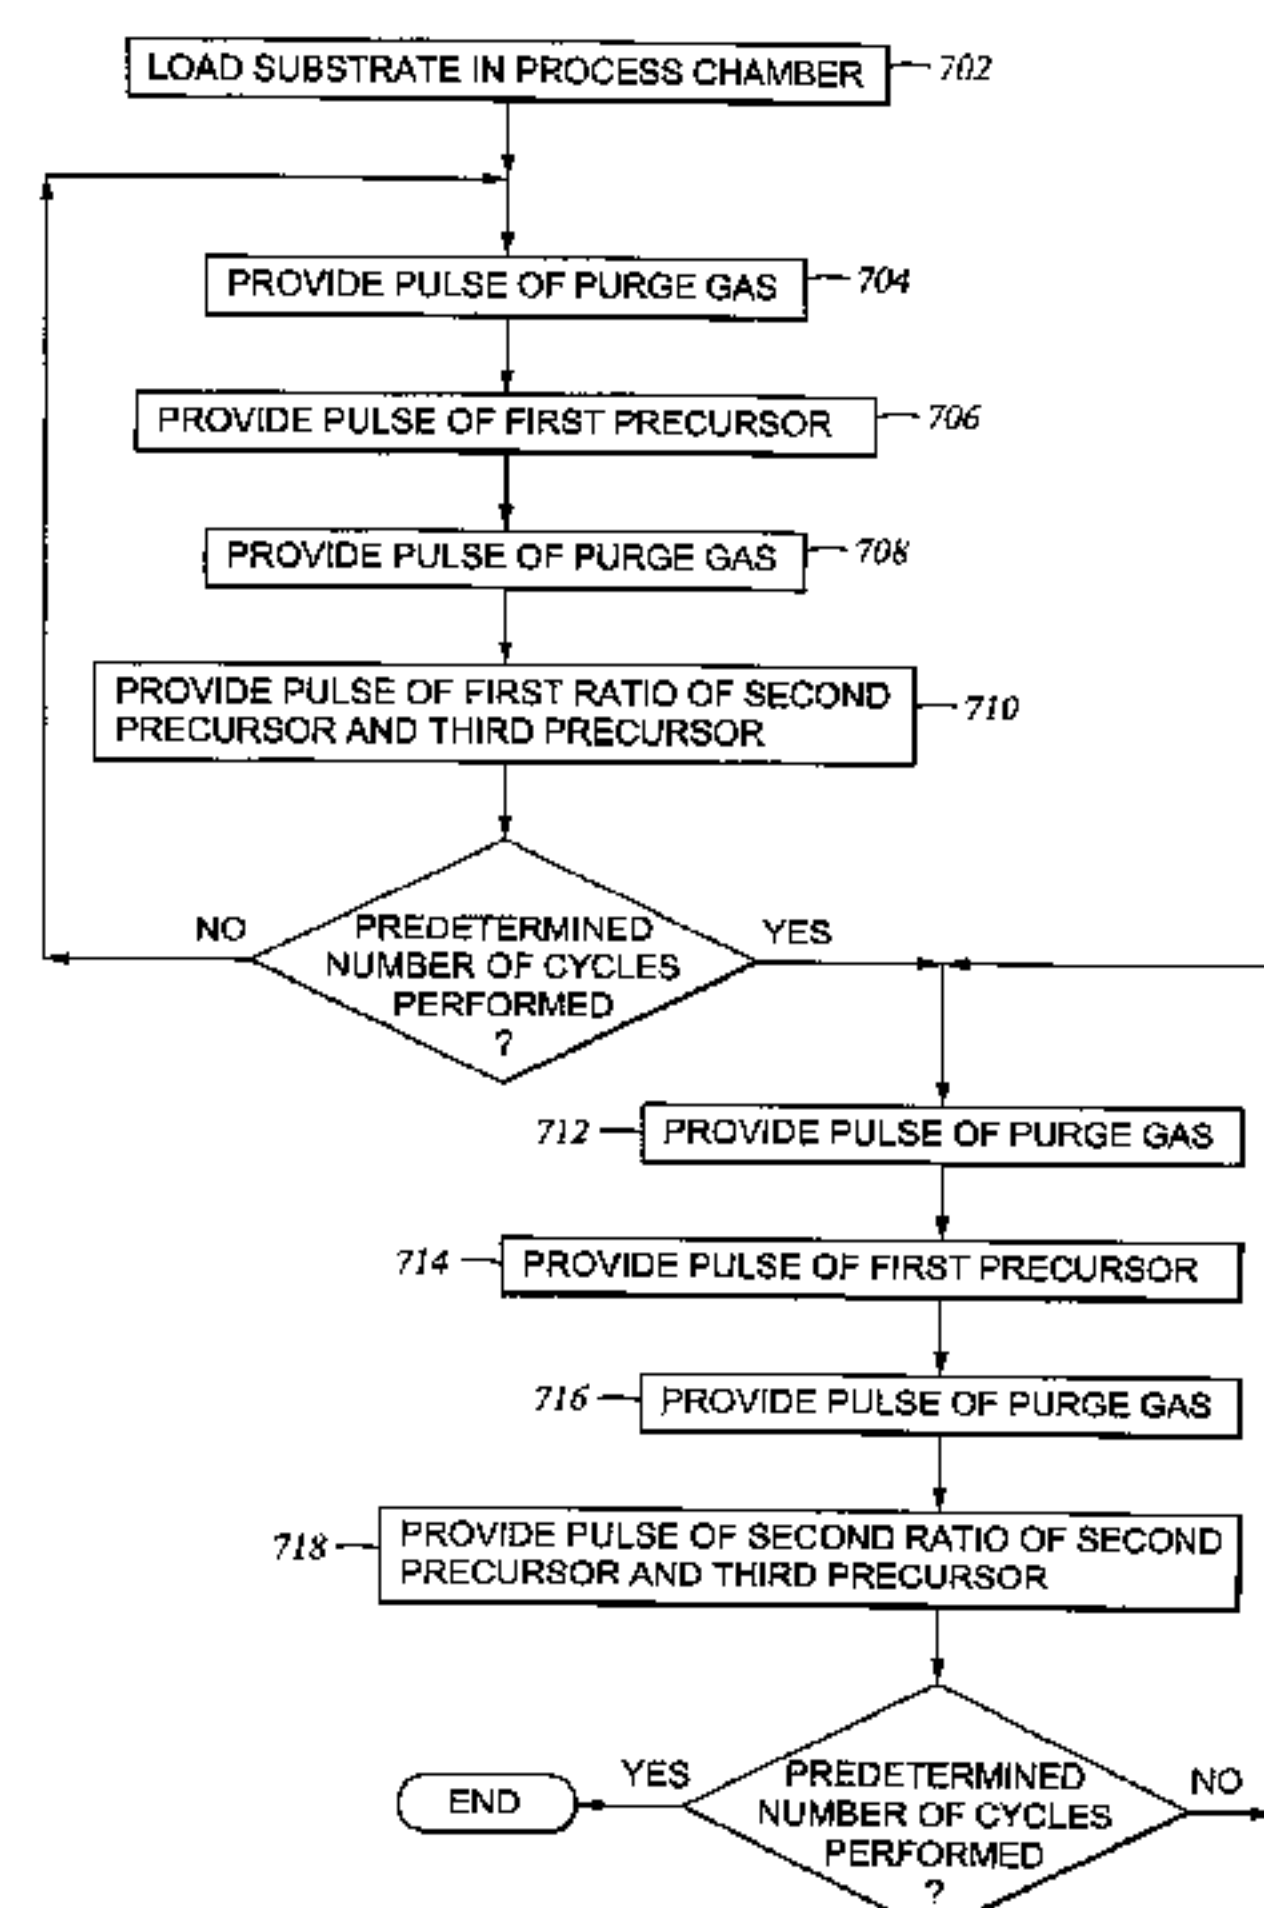 LOAD SUBSTRATE IN PROCESS CHAMBER
702
PROVIDE PULSE OF PURGE GAS
704
PROVIDE PULSE OF FIRST PRECURSOR
706
PROVIDE PULSE OF PURGE GAS
708
PROVIDE PULSE OF FIRST RATIO OF SECOND
PRECURSOR AND THIRD PRECURSOR
710
NO
PREDETERMINED
NUMBER OF CYCLES
PERFORMED
?
YES
712
PROVIDE PULSE OF PURGE GAS
714
PROVIDE PULSE OF FIRST PRECURSOR
716
PROVIDE PULSE OF PURGE GAS
718
PROVIDE PULSE OF SECOND RATIO OF SECOND
PRECURSOR AND THIRD PRECURSOR
END
YES
PREDETERMINED
NUMBER OF CYCLES
PERFORMED
?
NO